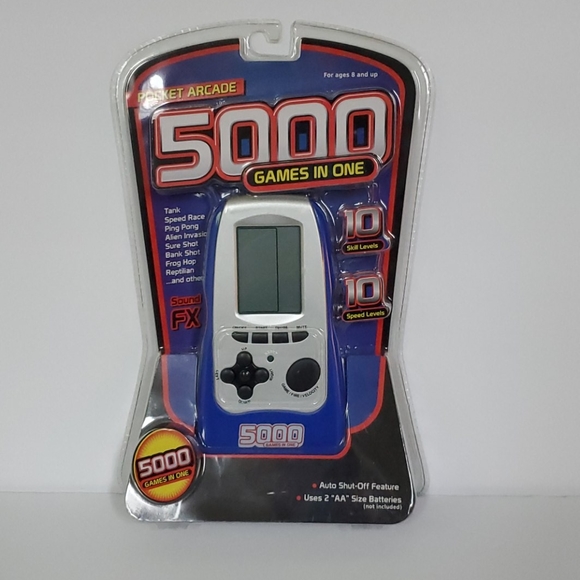 For ages 8 and up
POCKET ARCADE
5000
GAMES IN ONE
Tank
Speed Race
Ping Pong
Alien Invasio
Sure Shot
Bank Shot
Frog Hop
Reptilian
...and other
Sound
FX
10
Skill Levels
10
Speed Levels
5000
GAMES IN ONE
5000
GAMES IN ONE
• Auto Shut-Off Feature
• Uses 2 "AA" Size Batteries
(not included)